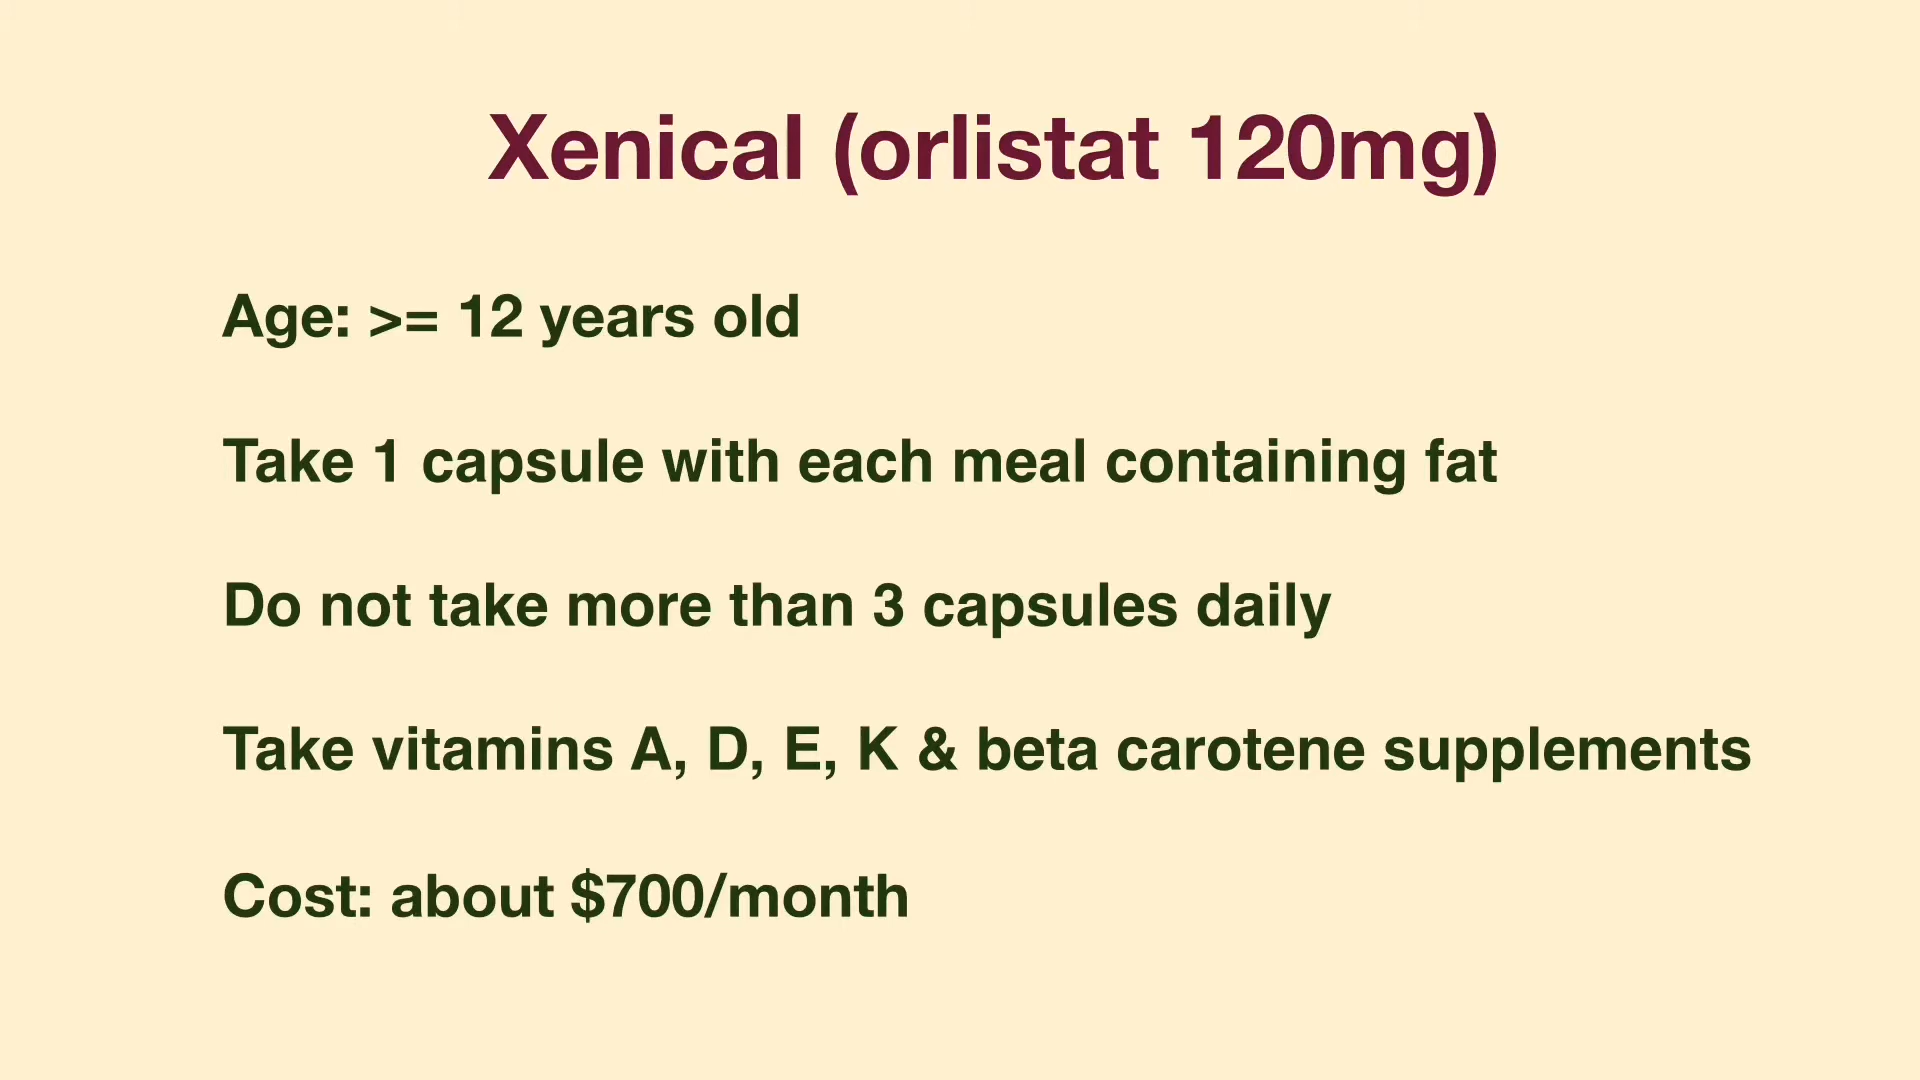 Xenical (orlistat 120mg)
Age: >= 12 years old
Take 1 capsule with each meal containing fat
Do not take more than 3 capsules daily
Take vitamins A, D, E, K & beta carotene supplements
Cost: about $700/month